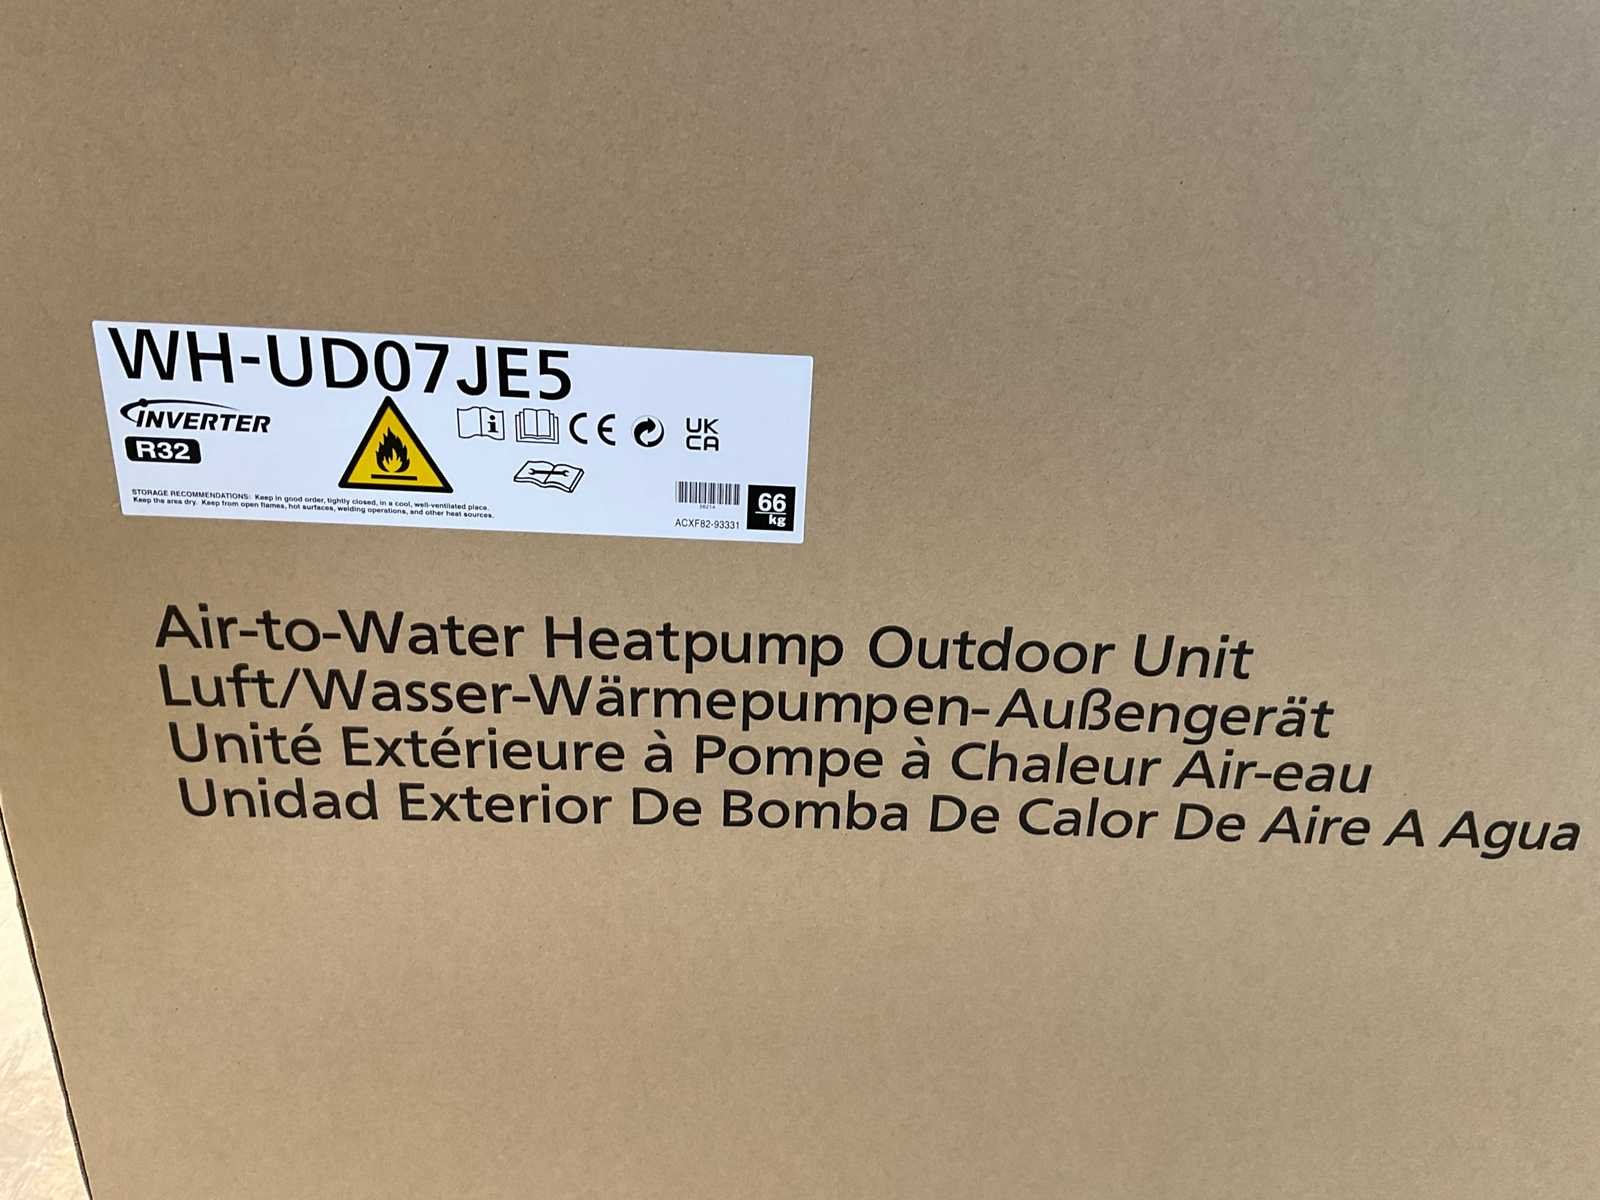 WH-UD07JE5
INVERTER
R32
CE
UK
CA
STORAGE RECOMMENDATIONS: Keep in good order, tightly closed, in a cool, well-ventilated place.
Keep the area dry. Keep from open flames, hot surfaces, welding operations, and other heat sources.
ACXF82-93331
66
kg
Air-to-Water Heatpump Outdoor Unit
Luft/Wasser-Wärmepumpen-Außengerät
Unité Extérieure à Pompe à Chaleur Air-eau
Unidad Exterior De Bomba De Calor De Aire A Agua